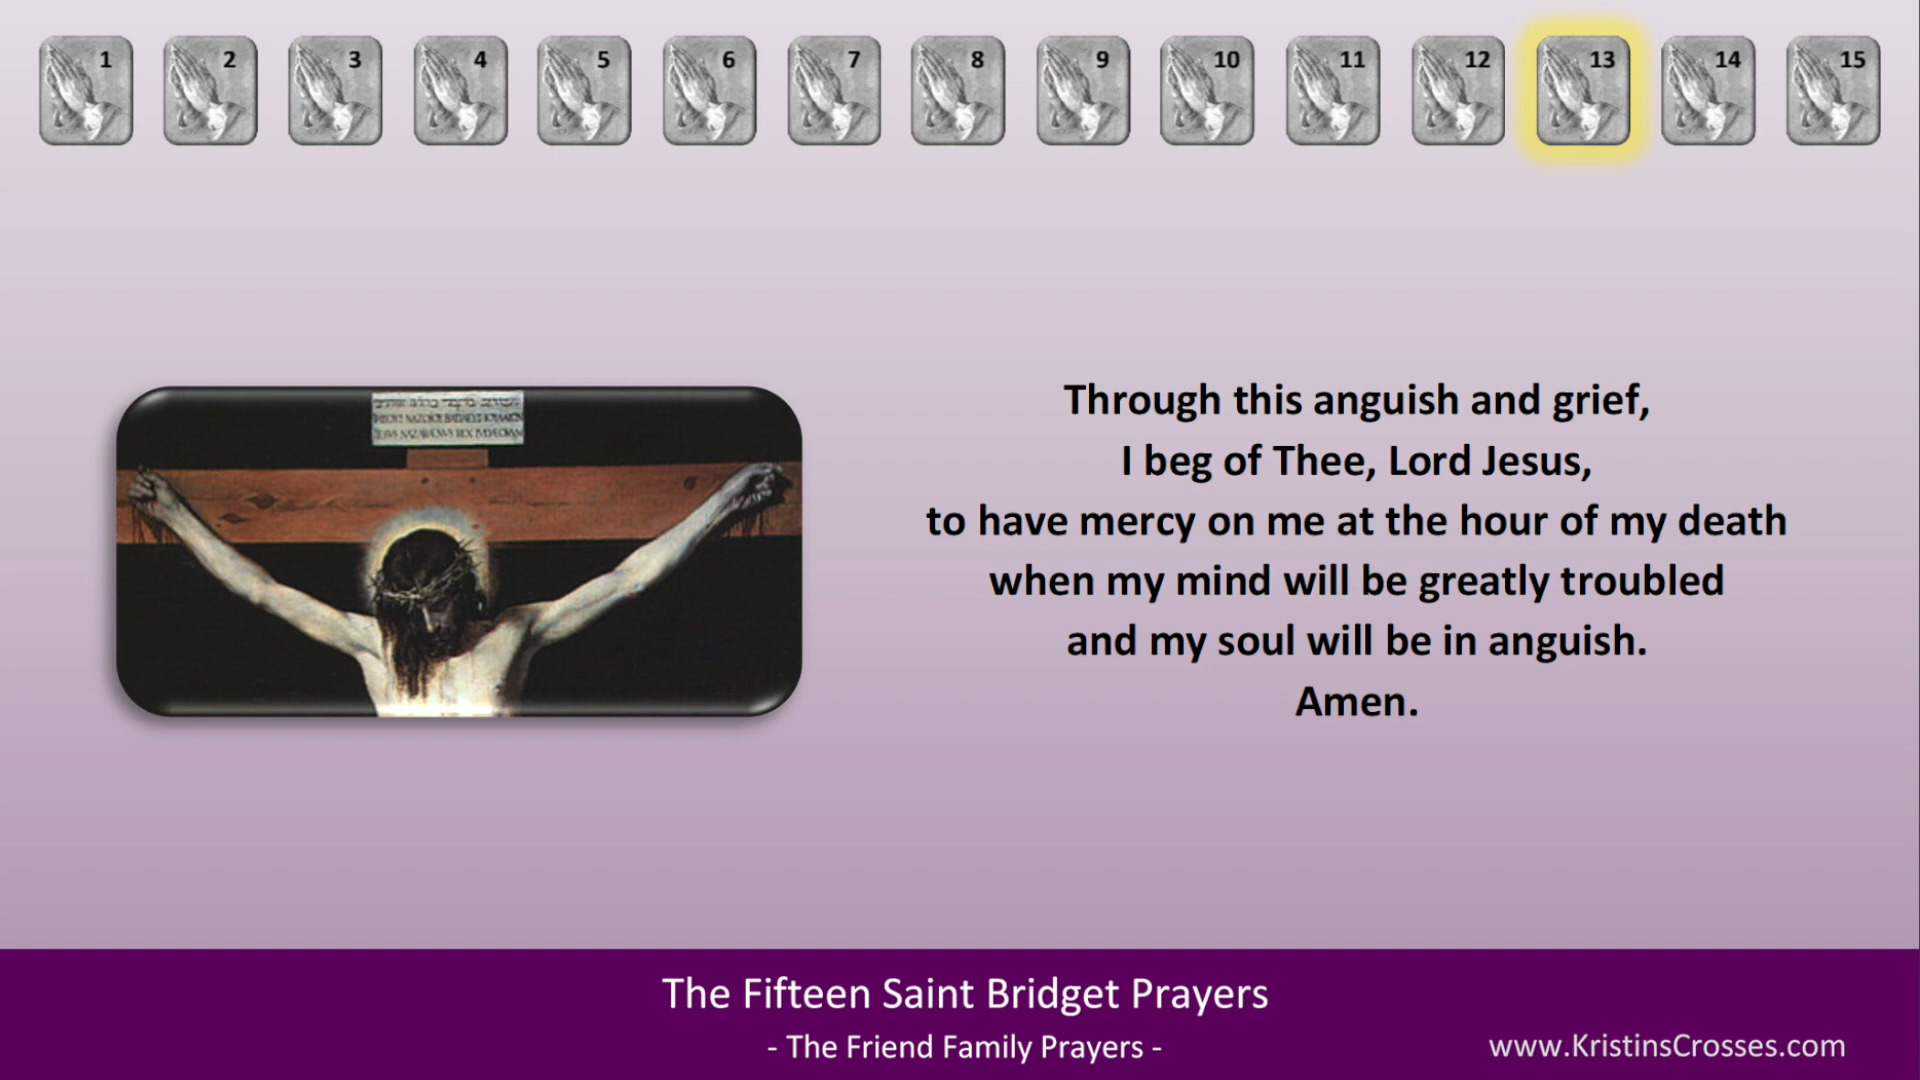 1 2 3 4 5 6 7 8 9 10 11 12 13 14 15
Through this anguish and grief,
I beg of Thee, Lord Jesus,
to have mercy on me at the hour of my death
when my mind will be greatly troubled
and my soul will be in anguish.
Amen.
The Fifteen Saint Bridget Prayers
- The Friend Family Prayers -
www.KristinsCrosses.com